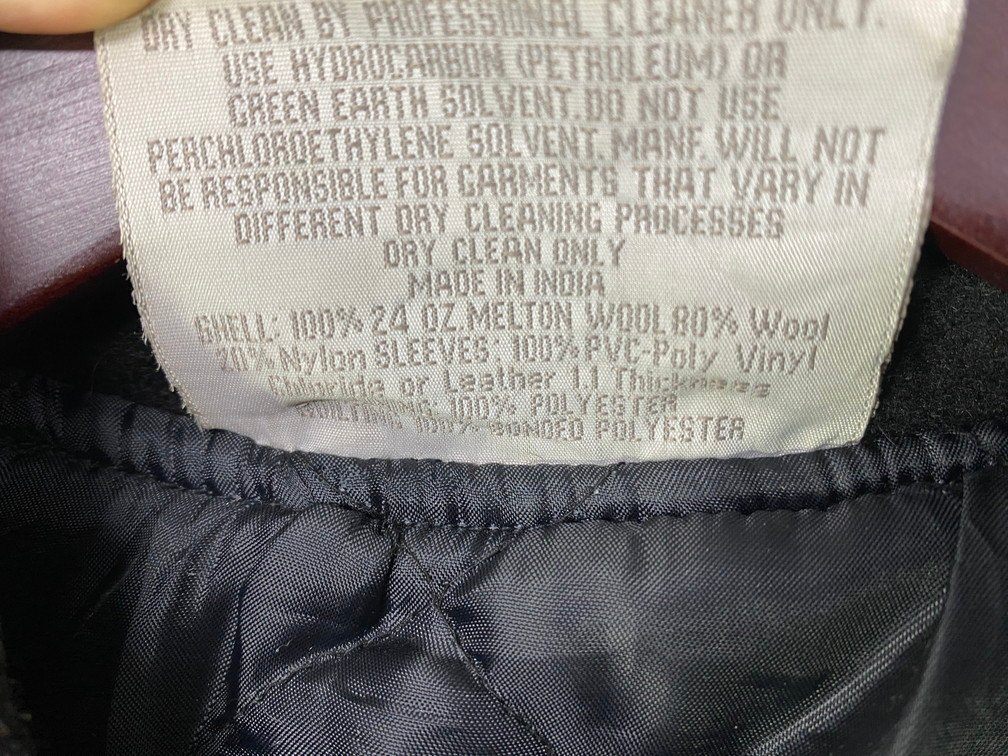 DRY CLEAN BY PROFESSIONAL CLEANER ONLY.
USE HYDROCARBON (PETROLEUM) OR
GREEN EARTH SOLVENT. DO NOT USE
PERCHLOROETHYLENE SOLVENT. MANF. WILL NOT
BE RESPONSIBLE FOR GARMENTS THAT VARY IN
DIFFERENT DRY CLEANING PROCESSES
DRY CLEAN ONLY
MADE IN INDIA
SHELL: 100% 24 OZ. MELTON WOOL 80% Wool
20% Nylon SLEEVES: 100% PVC-Poly Vinyl
Chloride or Leather 1.1 Thickness
100% POLYESTER
100% BONDED POLYESTER